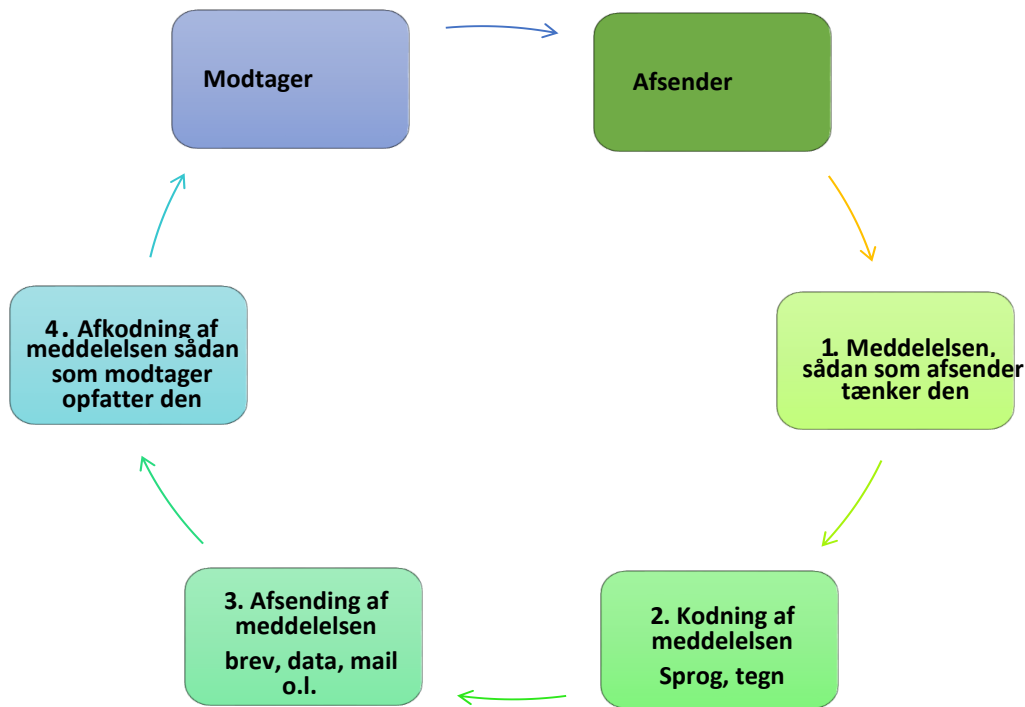 Modtager
Afsender
1. Meddelelsen,
sådan som afsender
tænker den
2. Kodning af
meddelelsen
Sprog, tegn
3. Afsending af
meddelelsen
brev, data, mail
o.l.
4. Afkodning af
meddelelsen sådan
som modtager
opfatter den